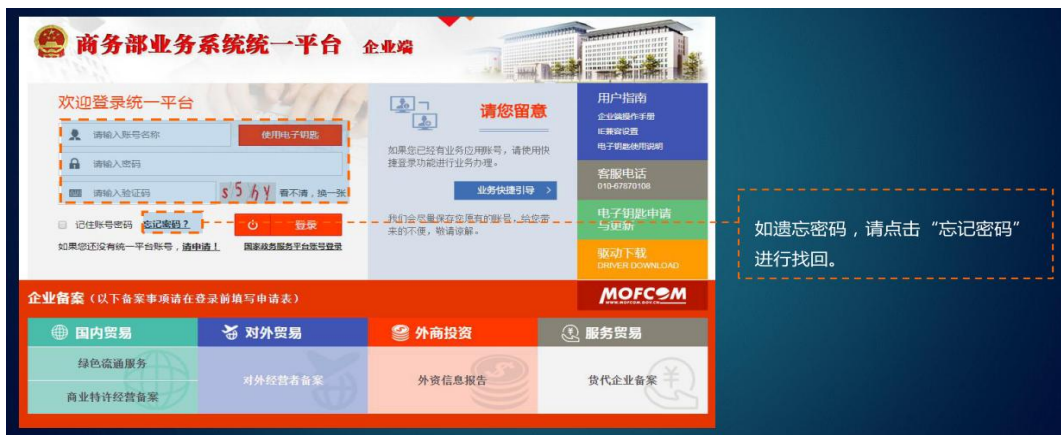 商务部业务系统统一平台 企业端
欢迎登录统一平台
请输入账号名称
使用电子钥匙
请输入密码
请输入验证码
s55hy
看不清，换一张
记住账号密码 忘记密码？
登录
如果您还没有统一平台账号，请申请！ 国家政务服务平台账号登录
请您留意
如果您已经有业务应用账号，请使用快
捷登录功能进行业务办理。
业务快捷引导 >
我们会尽量保存您原有的账号，给您带
来的不便，敬请谅解。
用户指南
企业端操作手册
IE兼容设置
电子钥匙使用说明
客服电话
010-67870108
电子钥匙申请
与更新
驱动下载
DRIVER DOWNLOAD
如遗忘密码，请点击“忘记密码”
进行找回。
企业备案（以下备案事项请在登录前填写申请表）
MOFCOM
WWW.MOFCOM.GOV.CN
国内贸易
对外贸易
外商投资
服务贸易
绿色流通服务
商业特许经营备案
对外经营者备案
外资信息报告
货代企业备案